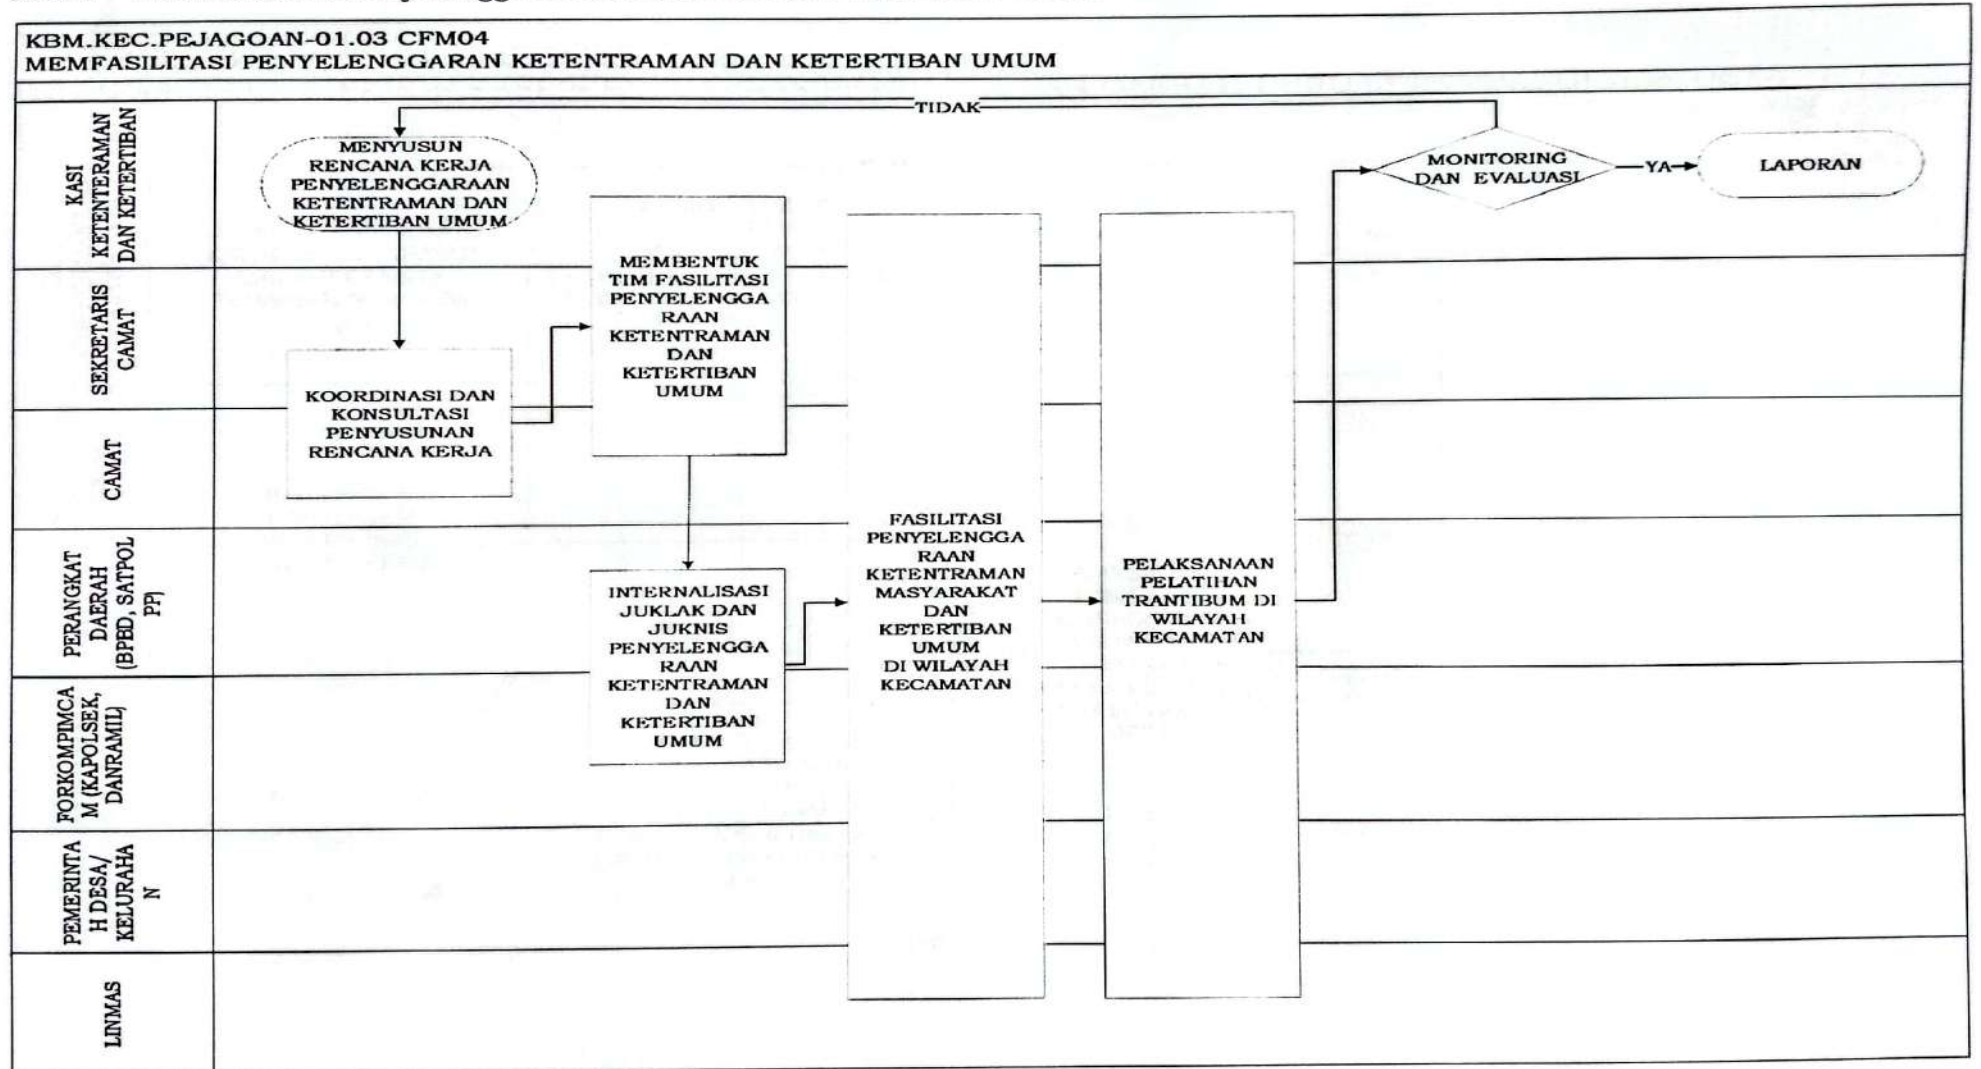 KBM.KEC.PEJAGOAN-01.03 CFM04
MEMFASILITASI PENYELENGGARAN KETENTRAMAN DAN KETERTIBAN UMUM
KASI
KETENTERAMAN
DAN KETERTIBAN
TIDAK
MENYUSUN
RENCANA KERJA
PENYELENGGARAAN
KETENTRAMAN DAN
KETERTIBAN UMUM
MONITORING
DAN EVALUASI
YA
LAPORAN
SEKRETARIS
CAMAT
MEMBENTUK
TIM FASILITASI
PENYELENGGA
RAAN
KETENTRAMAN
DAN
KETERTIBAN
UMUM
KOORDINASI DAN
KONSULTASI
PENYUSUNAN
RENCANA KERJA
CAMAT
PERANGKAT
DAERAH
(BPBD, SATPOL
PP)
INTERNALISASI
JUKLAK DAN
JUKNIS
PENYELENGGA
RAAN
KETENTRAMAN
DAN
KETERTIBAN
UMUM
FASILITASI
PENYELENGGA
RAAN
KETENTRAMAN
MASYARAKAT
DAN
KETERTIBAN
UMUM
DI WILAYAH
KECAMATAN
PELAKSANAAN
PELATIHAN
TRANTIBUM DI
WILAYAH
KECAMATAN
FORKOMPIMCA
M (KAPOLSEK,
DANRAMIL)
PEMERINTA
H DESA/
KELURAHA
N
LINMAS